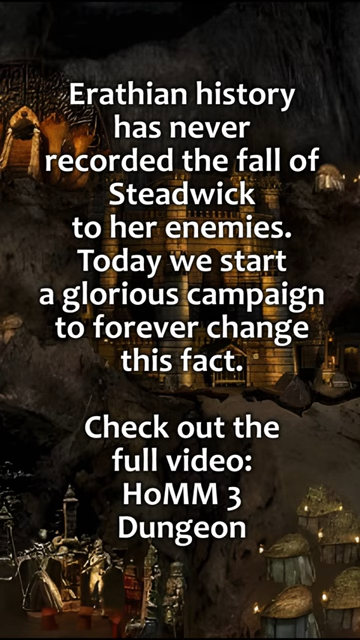 Erathian history
has never
recorded the fall of
Steadwick
to her enemies.
Today we start
a glorious campaign
to forever change
this fact.
Check out the
full video:
HoMM 3
Dungeon